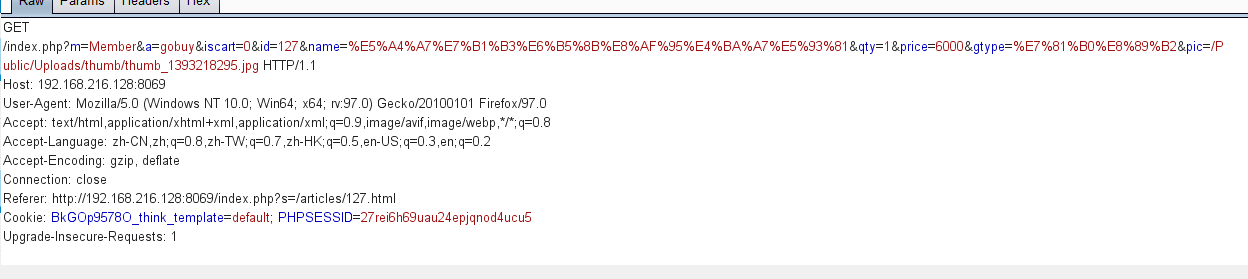 Raw Params Headers Hex
GET
/index.php?m=Member&a=gobuy&iscart=0&id=127&name=%E5%A4%A7%E7%B1%B3%E6%B5%8B%E8%AF%95%E4%BA%A7%E5%93%81&qty=1&price=6000&gtype=%E7%81%B0%E8%89%B2&pic=/P
ublic/Uploads/thumb/thumb_1393218295.jpg HTTP/1.1
Host: 192.168.216.128:8069
User-Agent: Mozilla/5.0 (Windows NT 10.0; Win64; x64; rv:97.0) Gecko/20100101 Firefox/97.0
Accept: text/html,application/xhtml+xml,application/xml;q=0.9,image/avif,image/webp,*/*;q=0.8
Accept-Language: zh-CN,zh;q=0.8,zh-TW;q=0.7,zh-HK;q=0.5,en-US;q=0.3,en;q=0.2
Accept-Encoding: gzip, deflate
Connection: close
Referer: http://192.168.216.128:8069/index.php?s=/articles/127.html
Cookie: BkGOp9578O_think_template=default; PHPSESSID=27rei6h69uau24epjqnod4ucu5
Upgrade-Insecure-Requests: 1